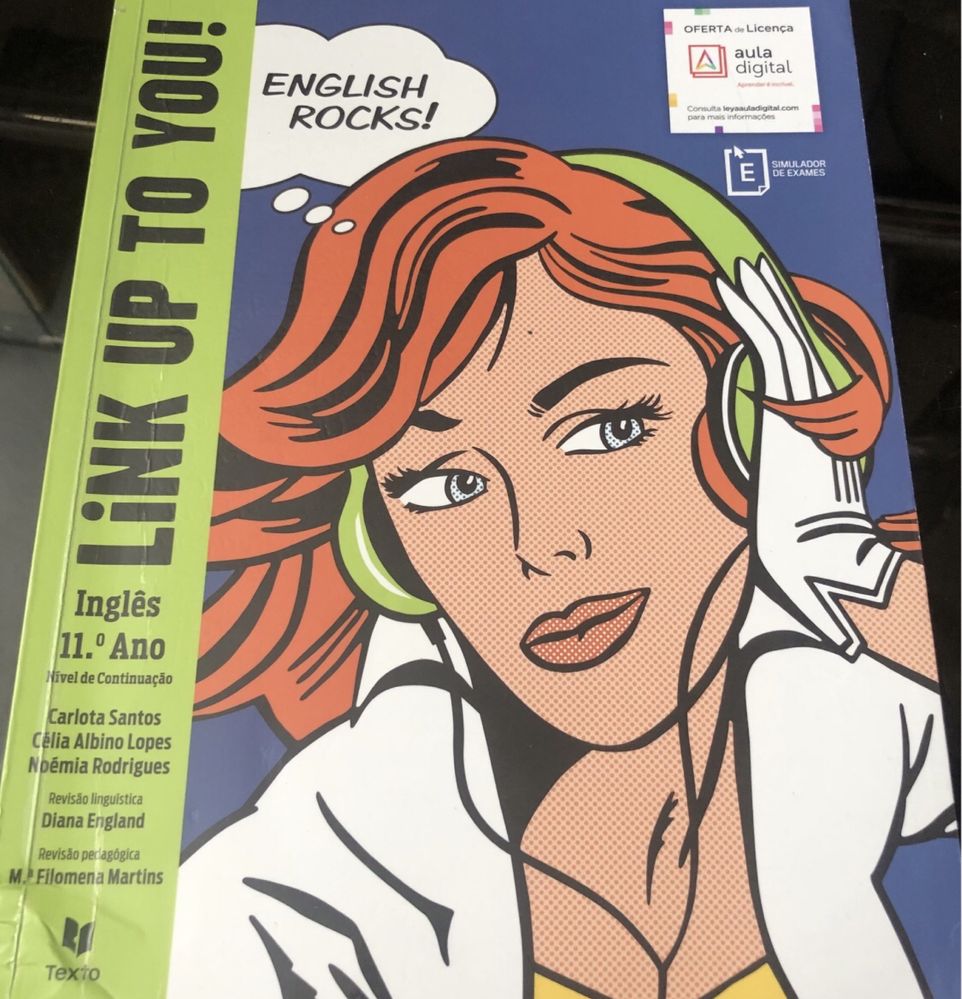 LiNK UP TO YOU!
Inglês
11.º Ano
Nível de Continuação
Carlota Santos
Célia Albino Lopes
Noémia Rodrigues
Revisão linguística
Diana England
Revisão pedagógica
M.ª Filomena Martins
Texto
ENGLISH
ROCKS!
OFERTA de Licença
aula
digital
Aprender é incrível.
Consulta leyaauladigital.com
para mais informações
E
SIMULADOR
DE EXAMES